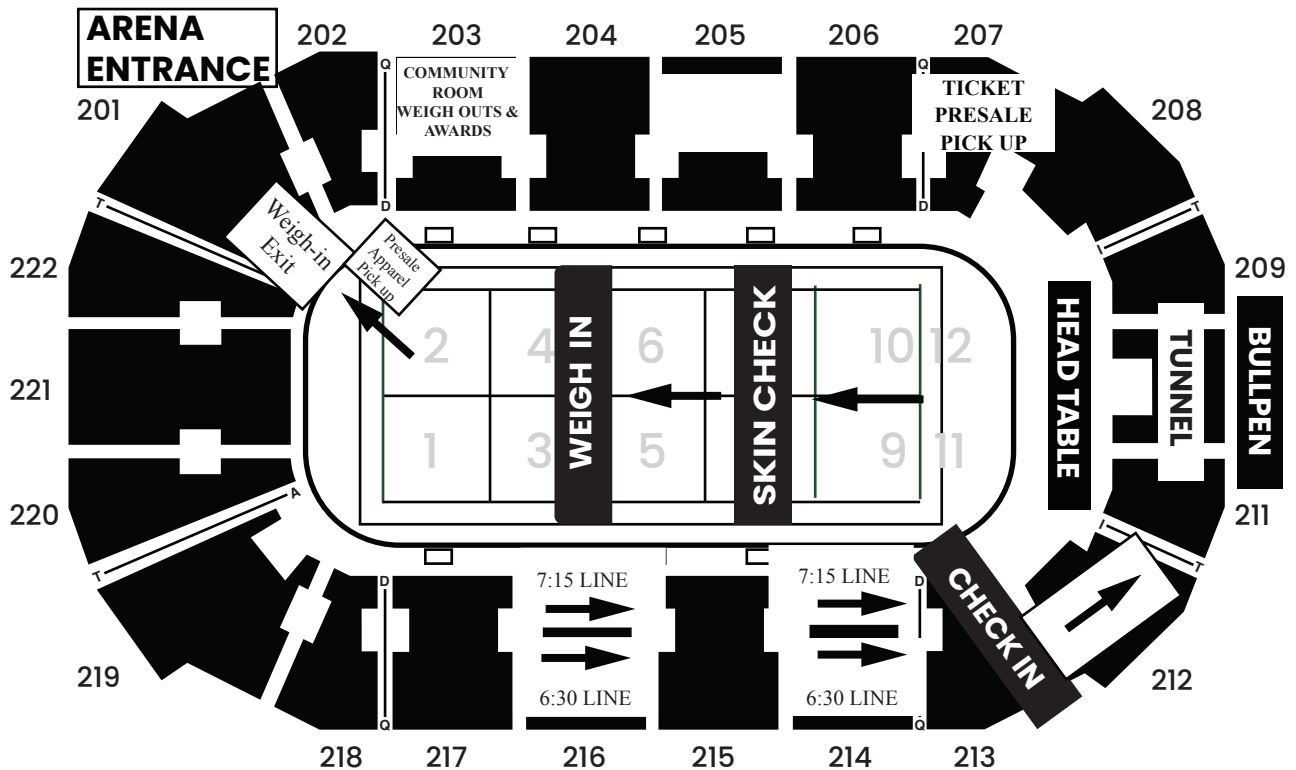 ARENA
ENTRANCE
202
203
204
205
206
207
201
208
Q
Q
COMMUNITY
ROOM
WEIGH OUTS &
AWARDS
TICKET
PRESALE
PICK UP
T
D
D
T
Weigh-in
Exit
Presale
Apparel
Pick up
T
222
209
221
220
211
2
4
6
10
12
1
3
5
9
11
WEIGH IN
SKIN CHECK
HEAD TABLE
TUNNEL
BULLPEN
A
T
T
T
D
D
7:15 LINE
7:15 LINE
CHECK IN
6:30 LINE
6:30 LINE
Q
Q
219
212
218
217
216
215
214
213